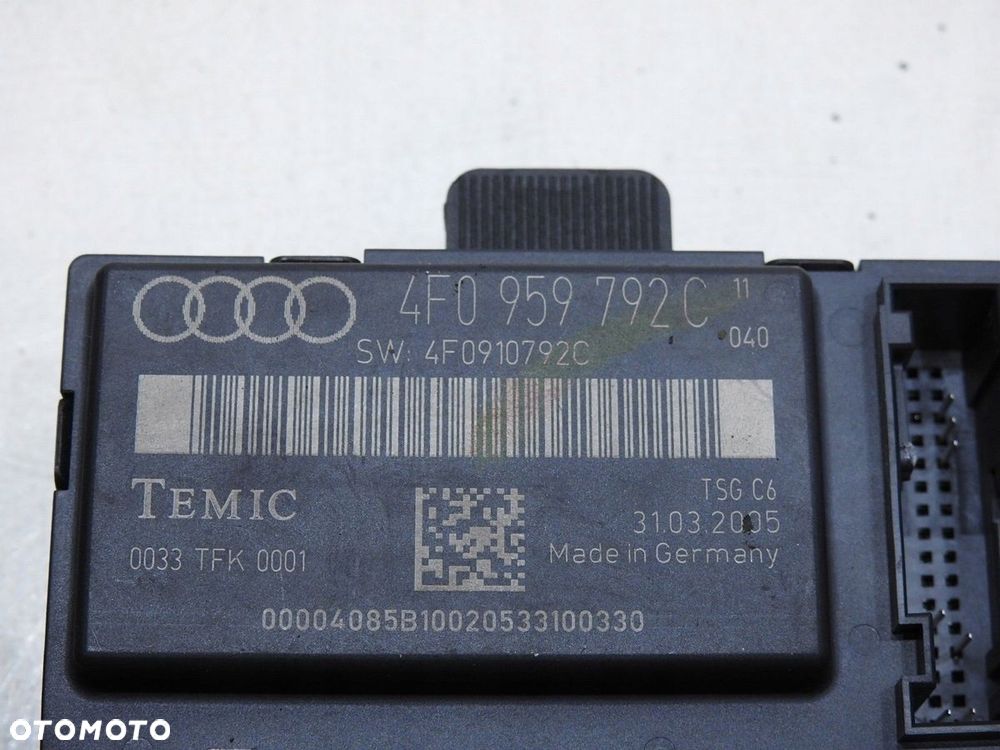 4F0 959 792 C 11
SW: 4F0910792C 040
TEMIC TSG C6
31.03.2005
0033 TFK 0001 Made in Germany
00004085B10020533100330
OTOMOTO